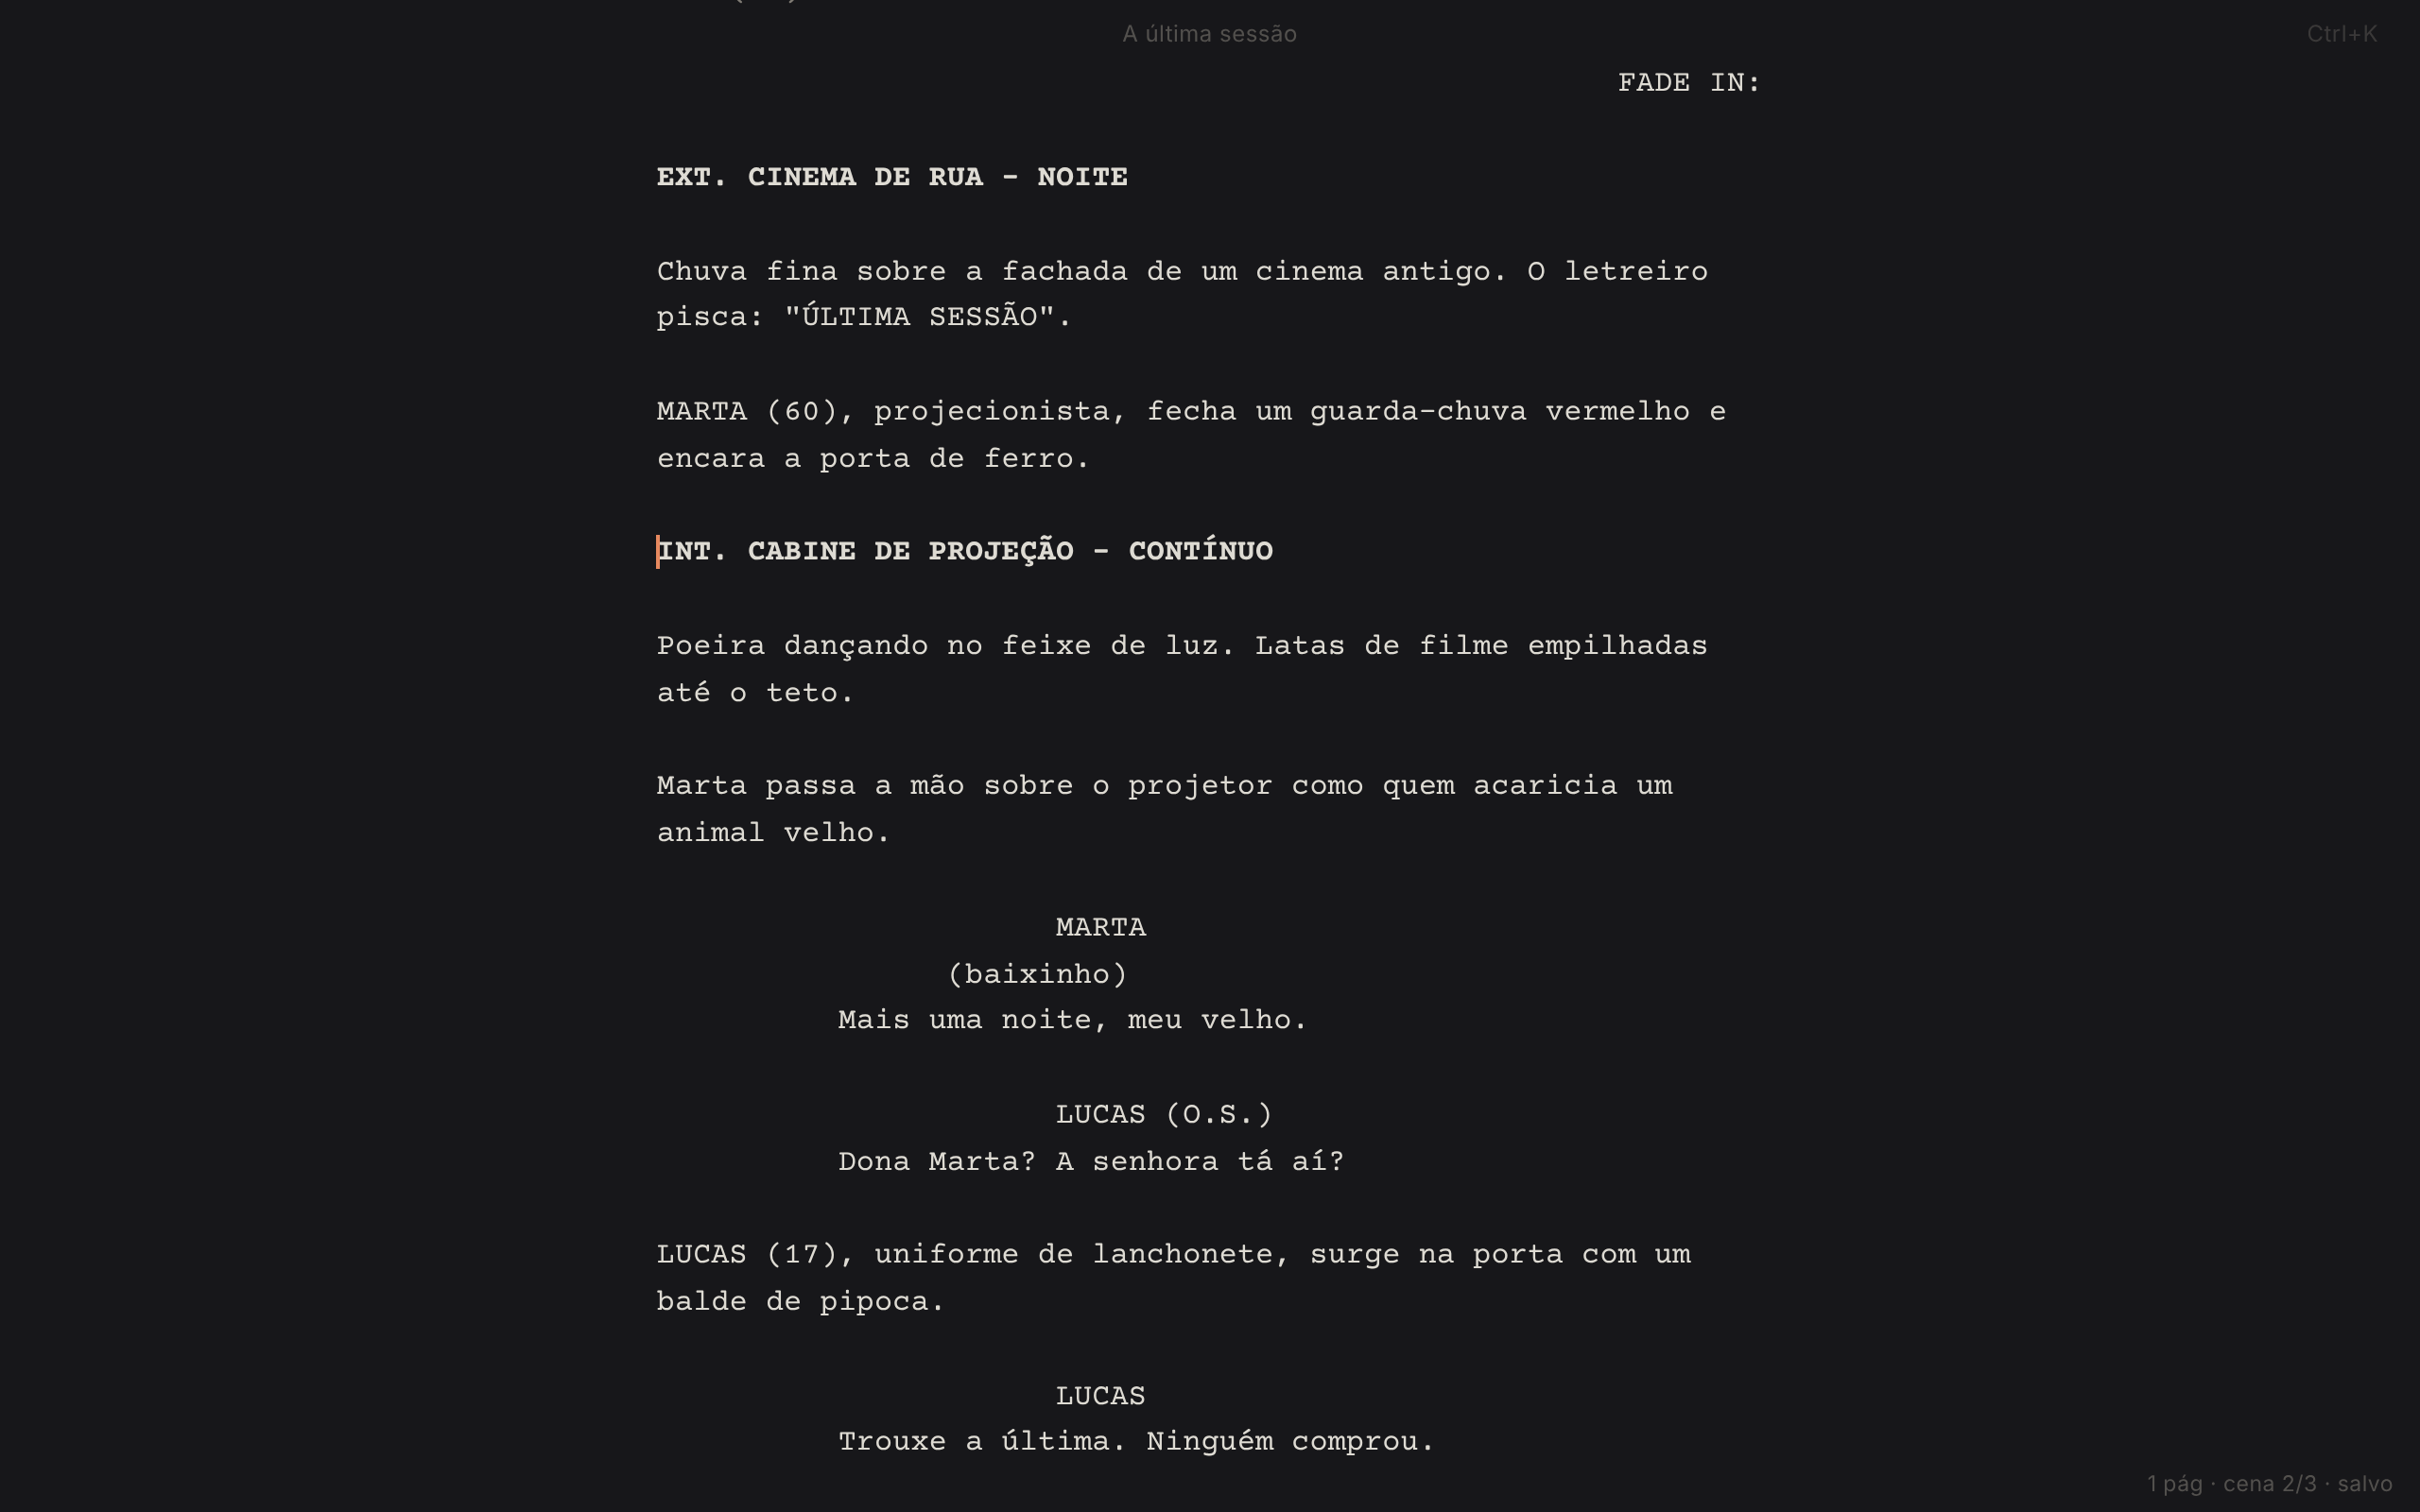 A última sessão
Ctrl+K
FADE IN:
EXT. CINEMA DE RUA - NOITE
Chuva fina sobre a fachada de um cinema antigo. O letreiro
pisca: "ÚLTIMA SESSÃO".
MARTA (60), projecionista, fecha um guarda-chuva vermelho e
encara a porta de ferro.
INT. CABINE DE PROJEÇÃO - CONTÍNUO
Poeira dançando no feixe de luz. Latas de filme empilhadas
até o teto.
Marta passa a mão sobre o projetor como quem acaricia um
animal velho.
MARTA
(baixinho)
Mais uma noite, meu velho.
LUCAS (O.S.)
Dona Marta? A senhora tá aí?
LUCAS (17), uniforme de lanchonete, surge na porta com um
balde de pipoca.
LUCAS
Trouxe a última. Ninguém comprou.
1 pág · cena 2/3 · salvo